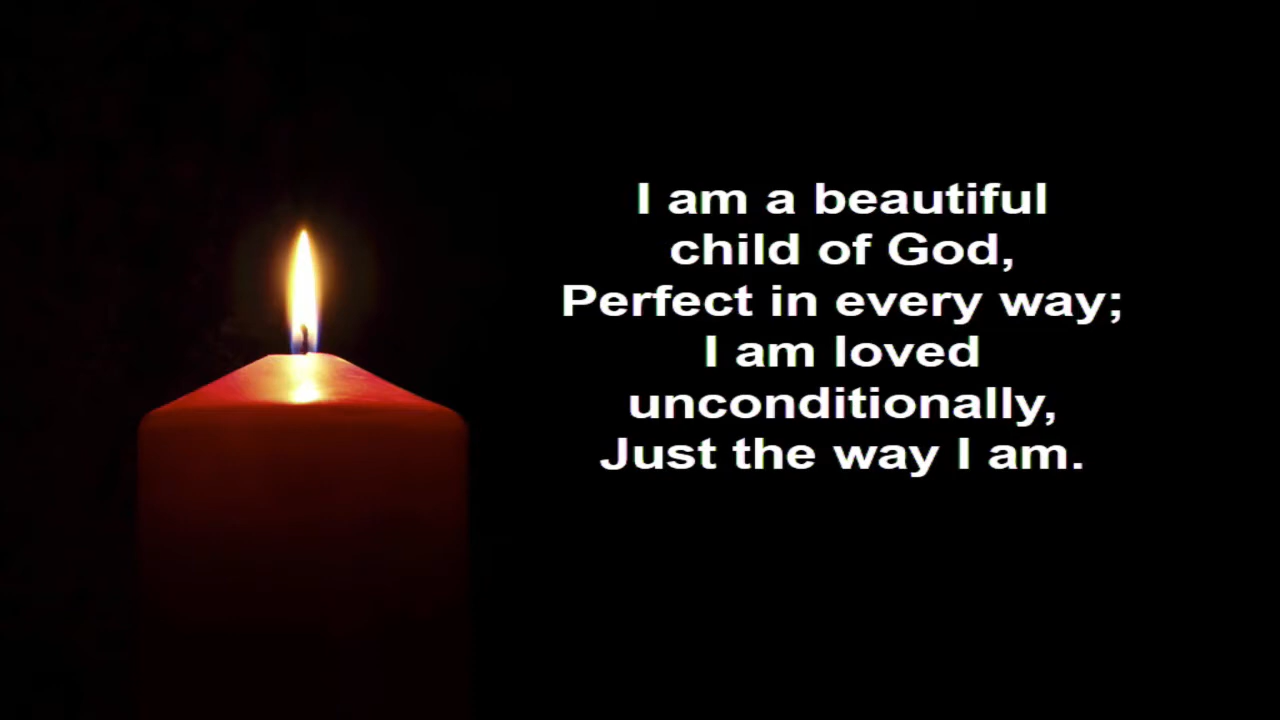 I am a beautiful
child of God,
Perfect in every way;
I am loved
unconditionally,
Just the way I am.